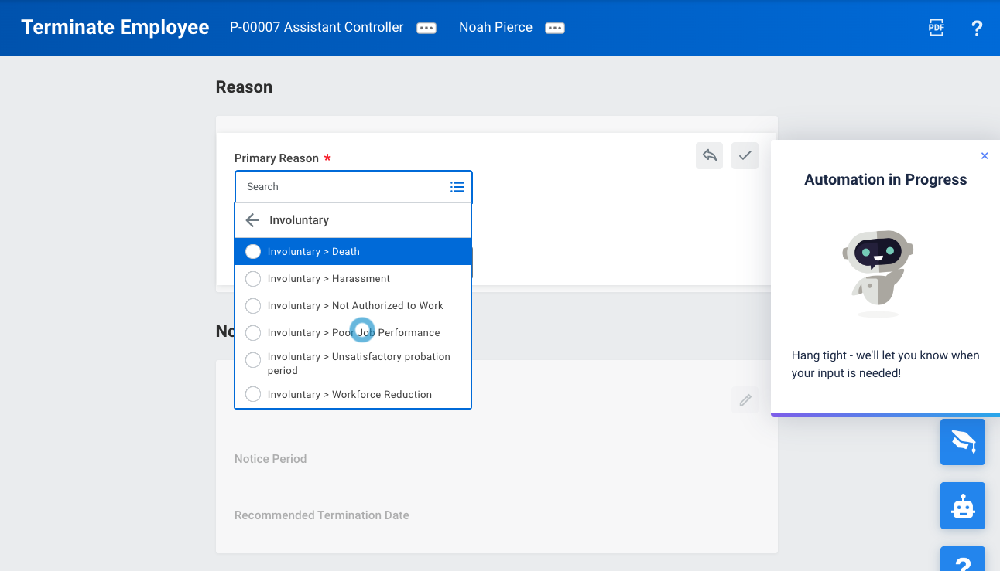 Terminate Employee P-00007 Assistant Controller Noah Pierce PDF ?
Reason
Primary Reason *
Search
Involuntary
Involuntary > Death
Involuntary > Harassment
Involuntary > Not Authorized to Work
Involuntary > Poor Job Performance
Involuntary > Unsatisfactory probation
period
Involuntary > Workforce Reduction
No
Notice Period
Recommended Termination Date
×
Automation in Progress
Hang tight - we'll let you know when
your input is needed!
?